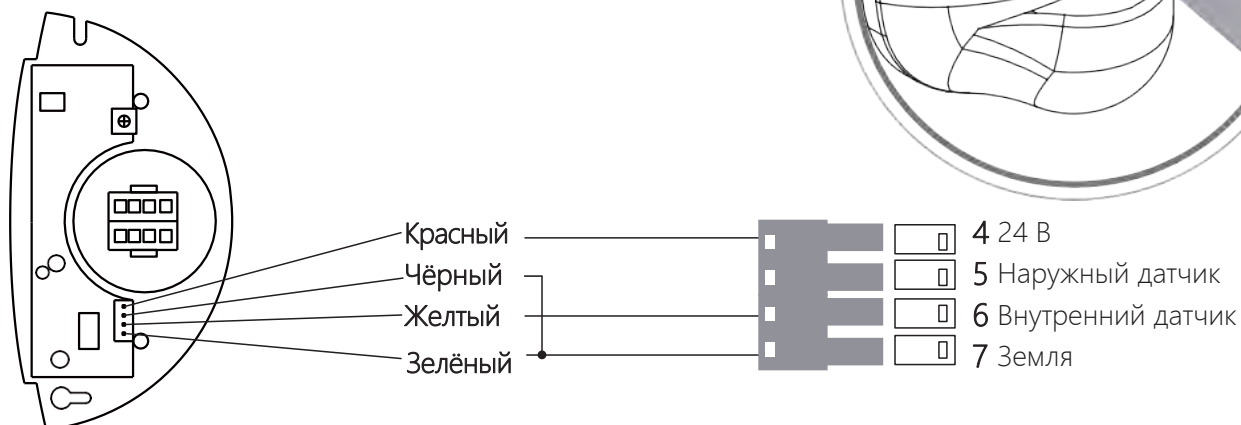 Красный
4 24 В
Чёрный
5 Наружный датчик
Желтый
6 Внутренний датчик
Зелёный
7 Земля